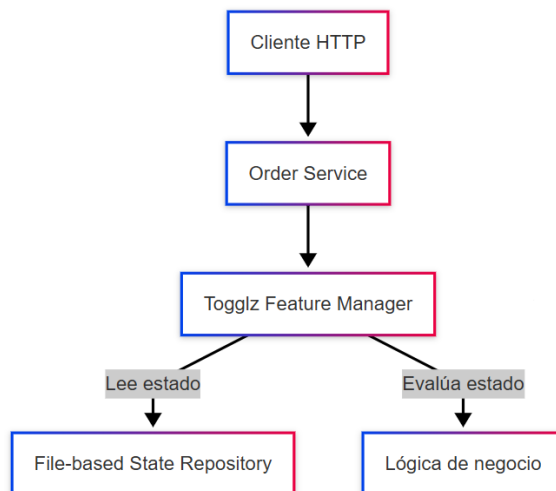 Cliente HTTP
Order Service
Togglz Feature Manager
Lee estado
Evalúa estado
File-based State Repository
Lógica de negocio